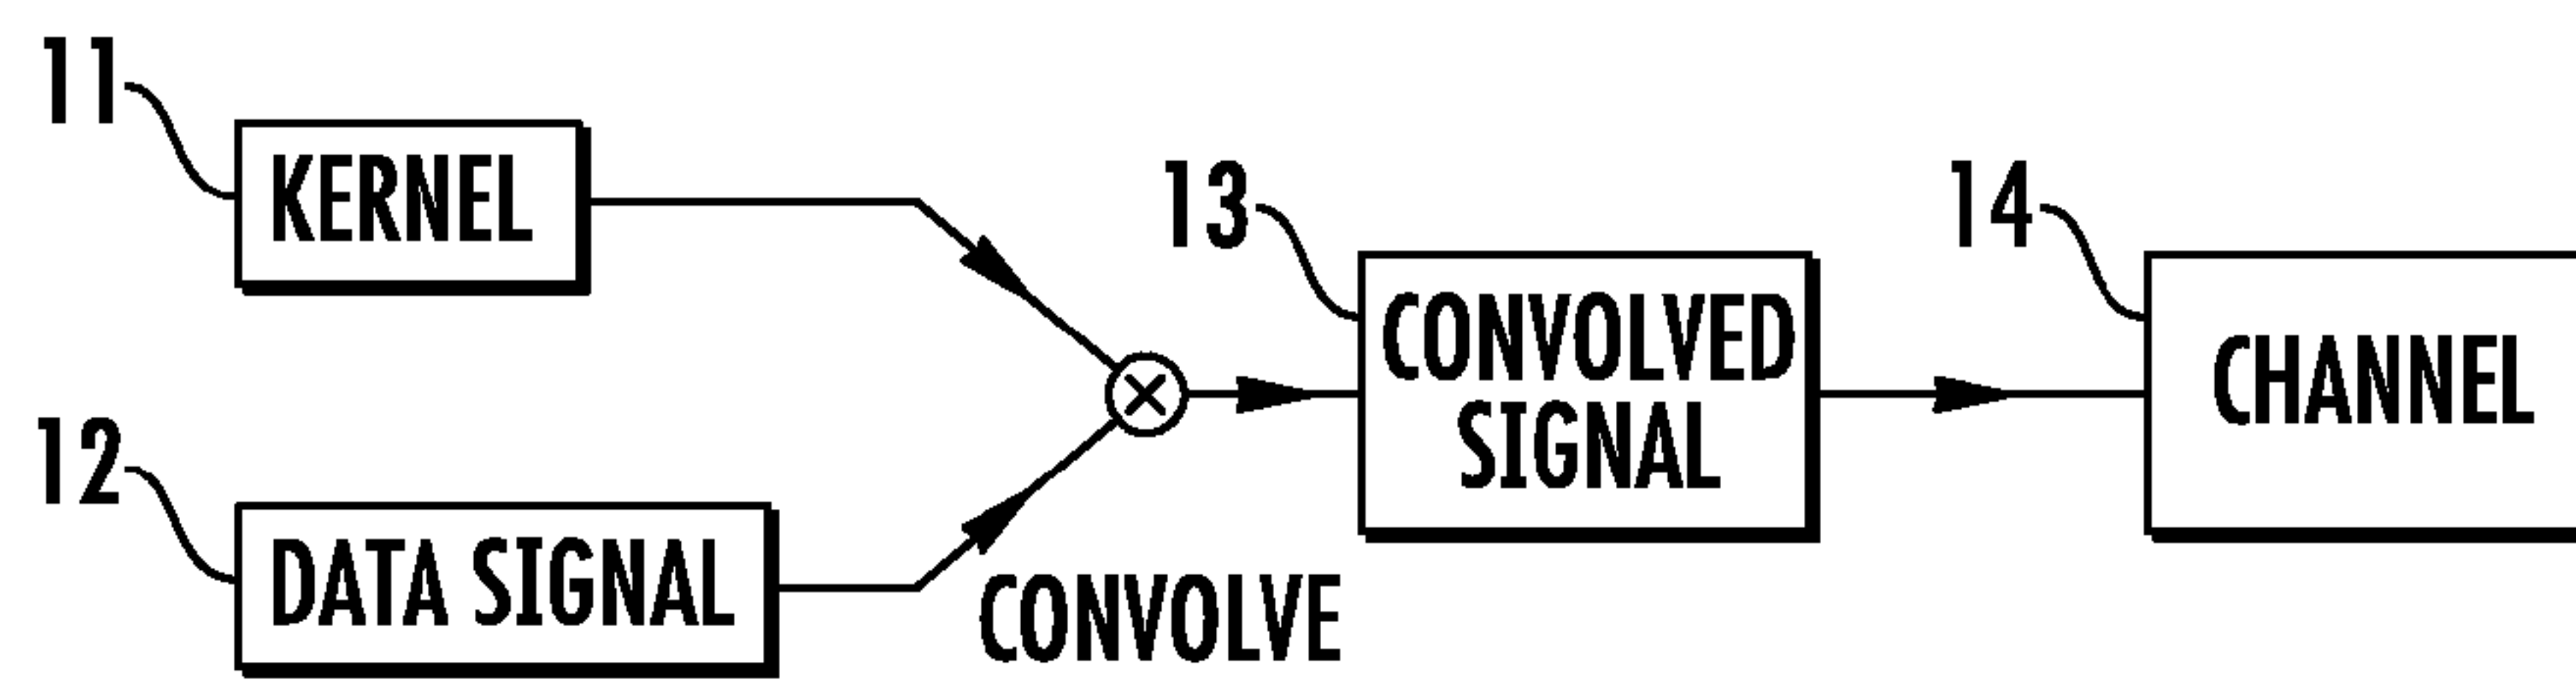 11
KERNEL
12
DATA SIGNAL
CONVOLVE
13
CONVOLVED
SIGNAL
14
CHANNEL